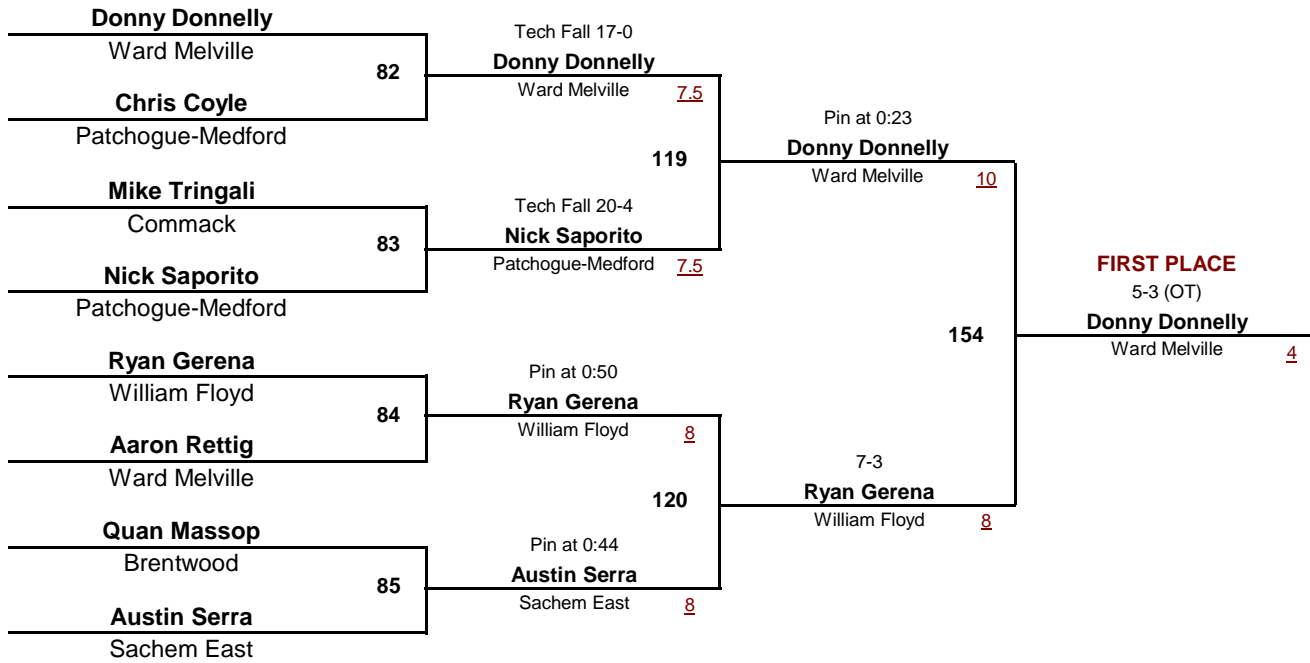 Donny Donnelly
Ward Melville
82
Chris Coyle
Patchogue-Medford
Mike Tringali
Commack
83
Nick Saporito
Patchogue-Medford
Ryan Gerena
William Floyd
84
Aaron Rettig
Ward Melville
Quan Massop
Brentwood
85
Austin Serra
Sachem East
Tech Fall 17-0
Donny Donnelly
Ward Melville 7.5
119
Tech Fall 20-4
Nick Saporito
Patchogue-Medford 7.5
Pin at 0:50
Ryan Gerena
William Floyd 8
120
Pin at 0:44
Austin Serra
Sachem East 8
Pin at 0:23
Donny Donnelly
Ward Melville 10
154
7-3
Ryan Gerena
William Floyd 8
FIRST PLACE
5-3 (OT)
Donny Donnelly
Ward Melville 4